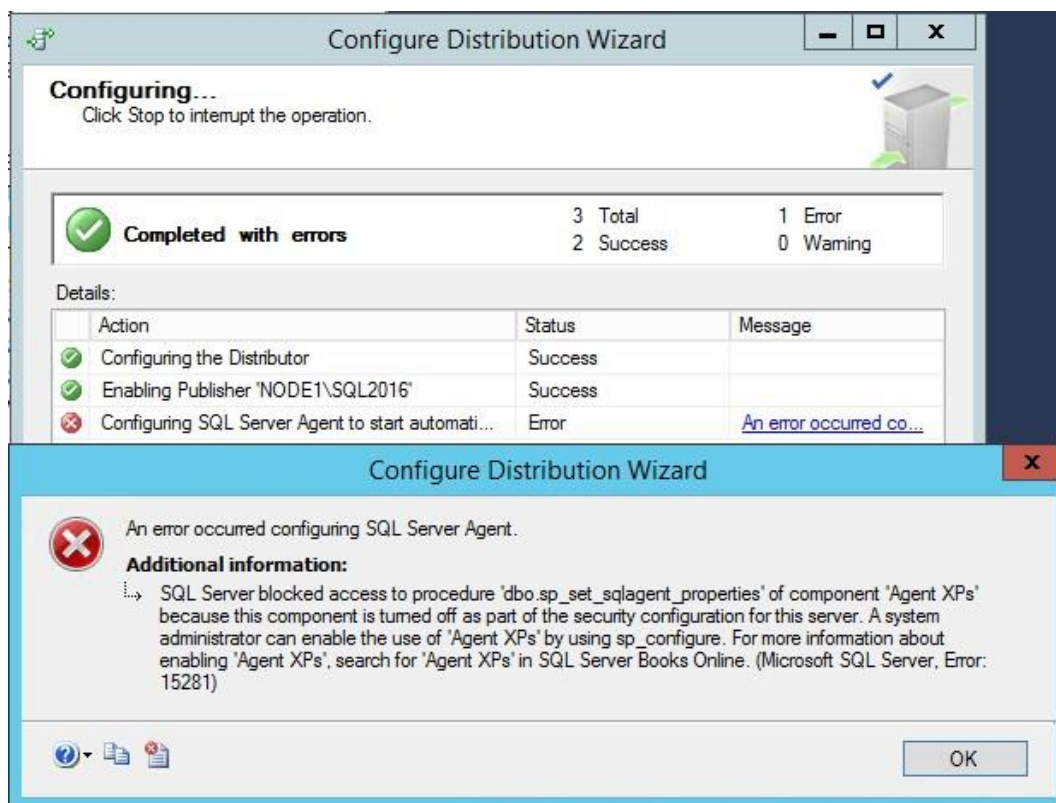 Configure Distribution Wizard
Configuring...
Click Stop to interrupt the operation.
Completed with errors
3 Total
1 Error
2 Success
0 Warning
Details:
Action Status Message
Configuring the Distributor Success
Enabling Publisher 'NODE1\SQL2016' Success
Configuring SQL Server Agent to start automati... Error An error occurred co...
Configure Distribution Wizard
An error occurred configuring SQL Server Agent.
Additional information:
SQL Server blocked access to procedure 'dbo.sp_set_sqlagent_properties' of component 'Agent XPs'
because this component is turned off as part of the security configuration for this server. A system
administrator can enable the use of 'Agent XPs' by using sp_configure. For more information about
enabling 'Agent XPs', search for 'Agent XPs' in SQL Server Books Online. (Microsoft SQL Server, Error:
15281)
OK